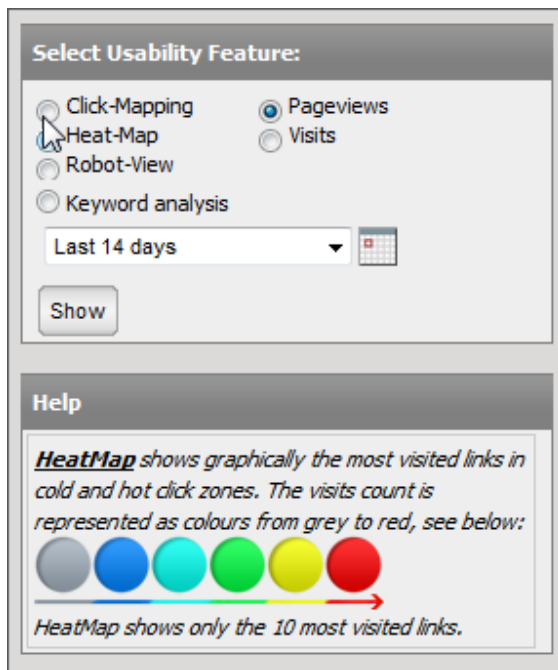 Select Usability Feature:
Click-Mapping Pageviews
Heat-Map Visits
Robot-View
Keyword analysis
Last 14 days
Show
Help
HeatMap shows graphically the most visited links in
cold and hot click zones. The visits count is
represented as colours from grey to red, see below:
HeatMap shows only the 10 most visited links.